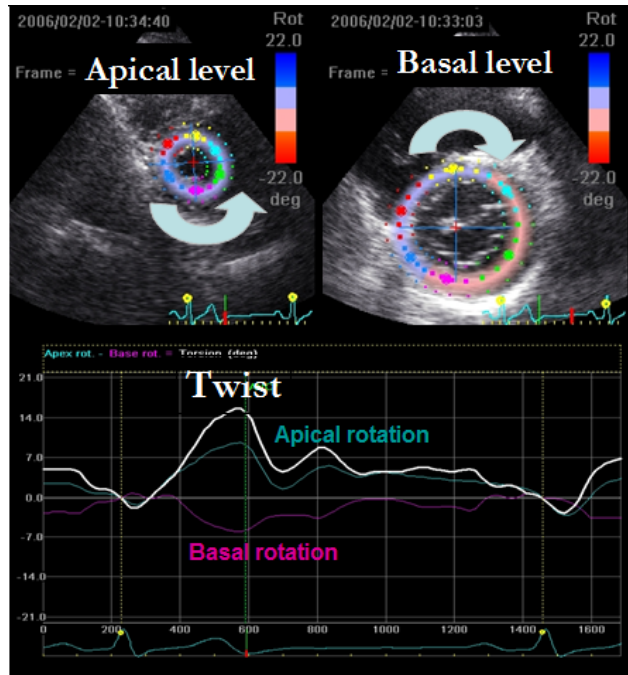 2006/02/02-10:34:40
Rot
22.0
Apical level
Frame =
-22.0
deg
2006/02/02-10:33:03
Rot
22.0
Basal level
Frame =
-22.0
deg
Apex rot. - Base rot. = Torsion (deg)
21.0
Twist
14.0
Apical rotation
7.0
0.0
-7.0
Basal rotation
-14.0
-21.0
0 200 400 600 800 1000 1200 1400 1600